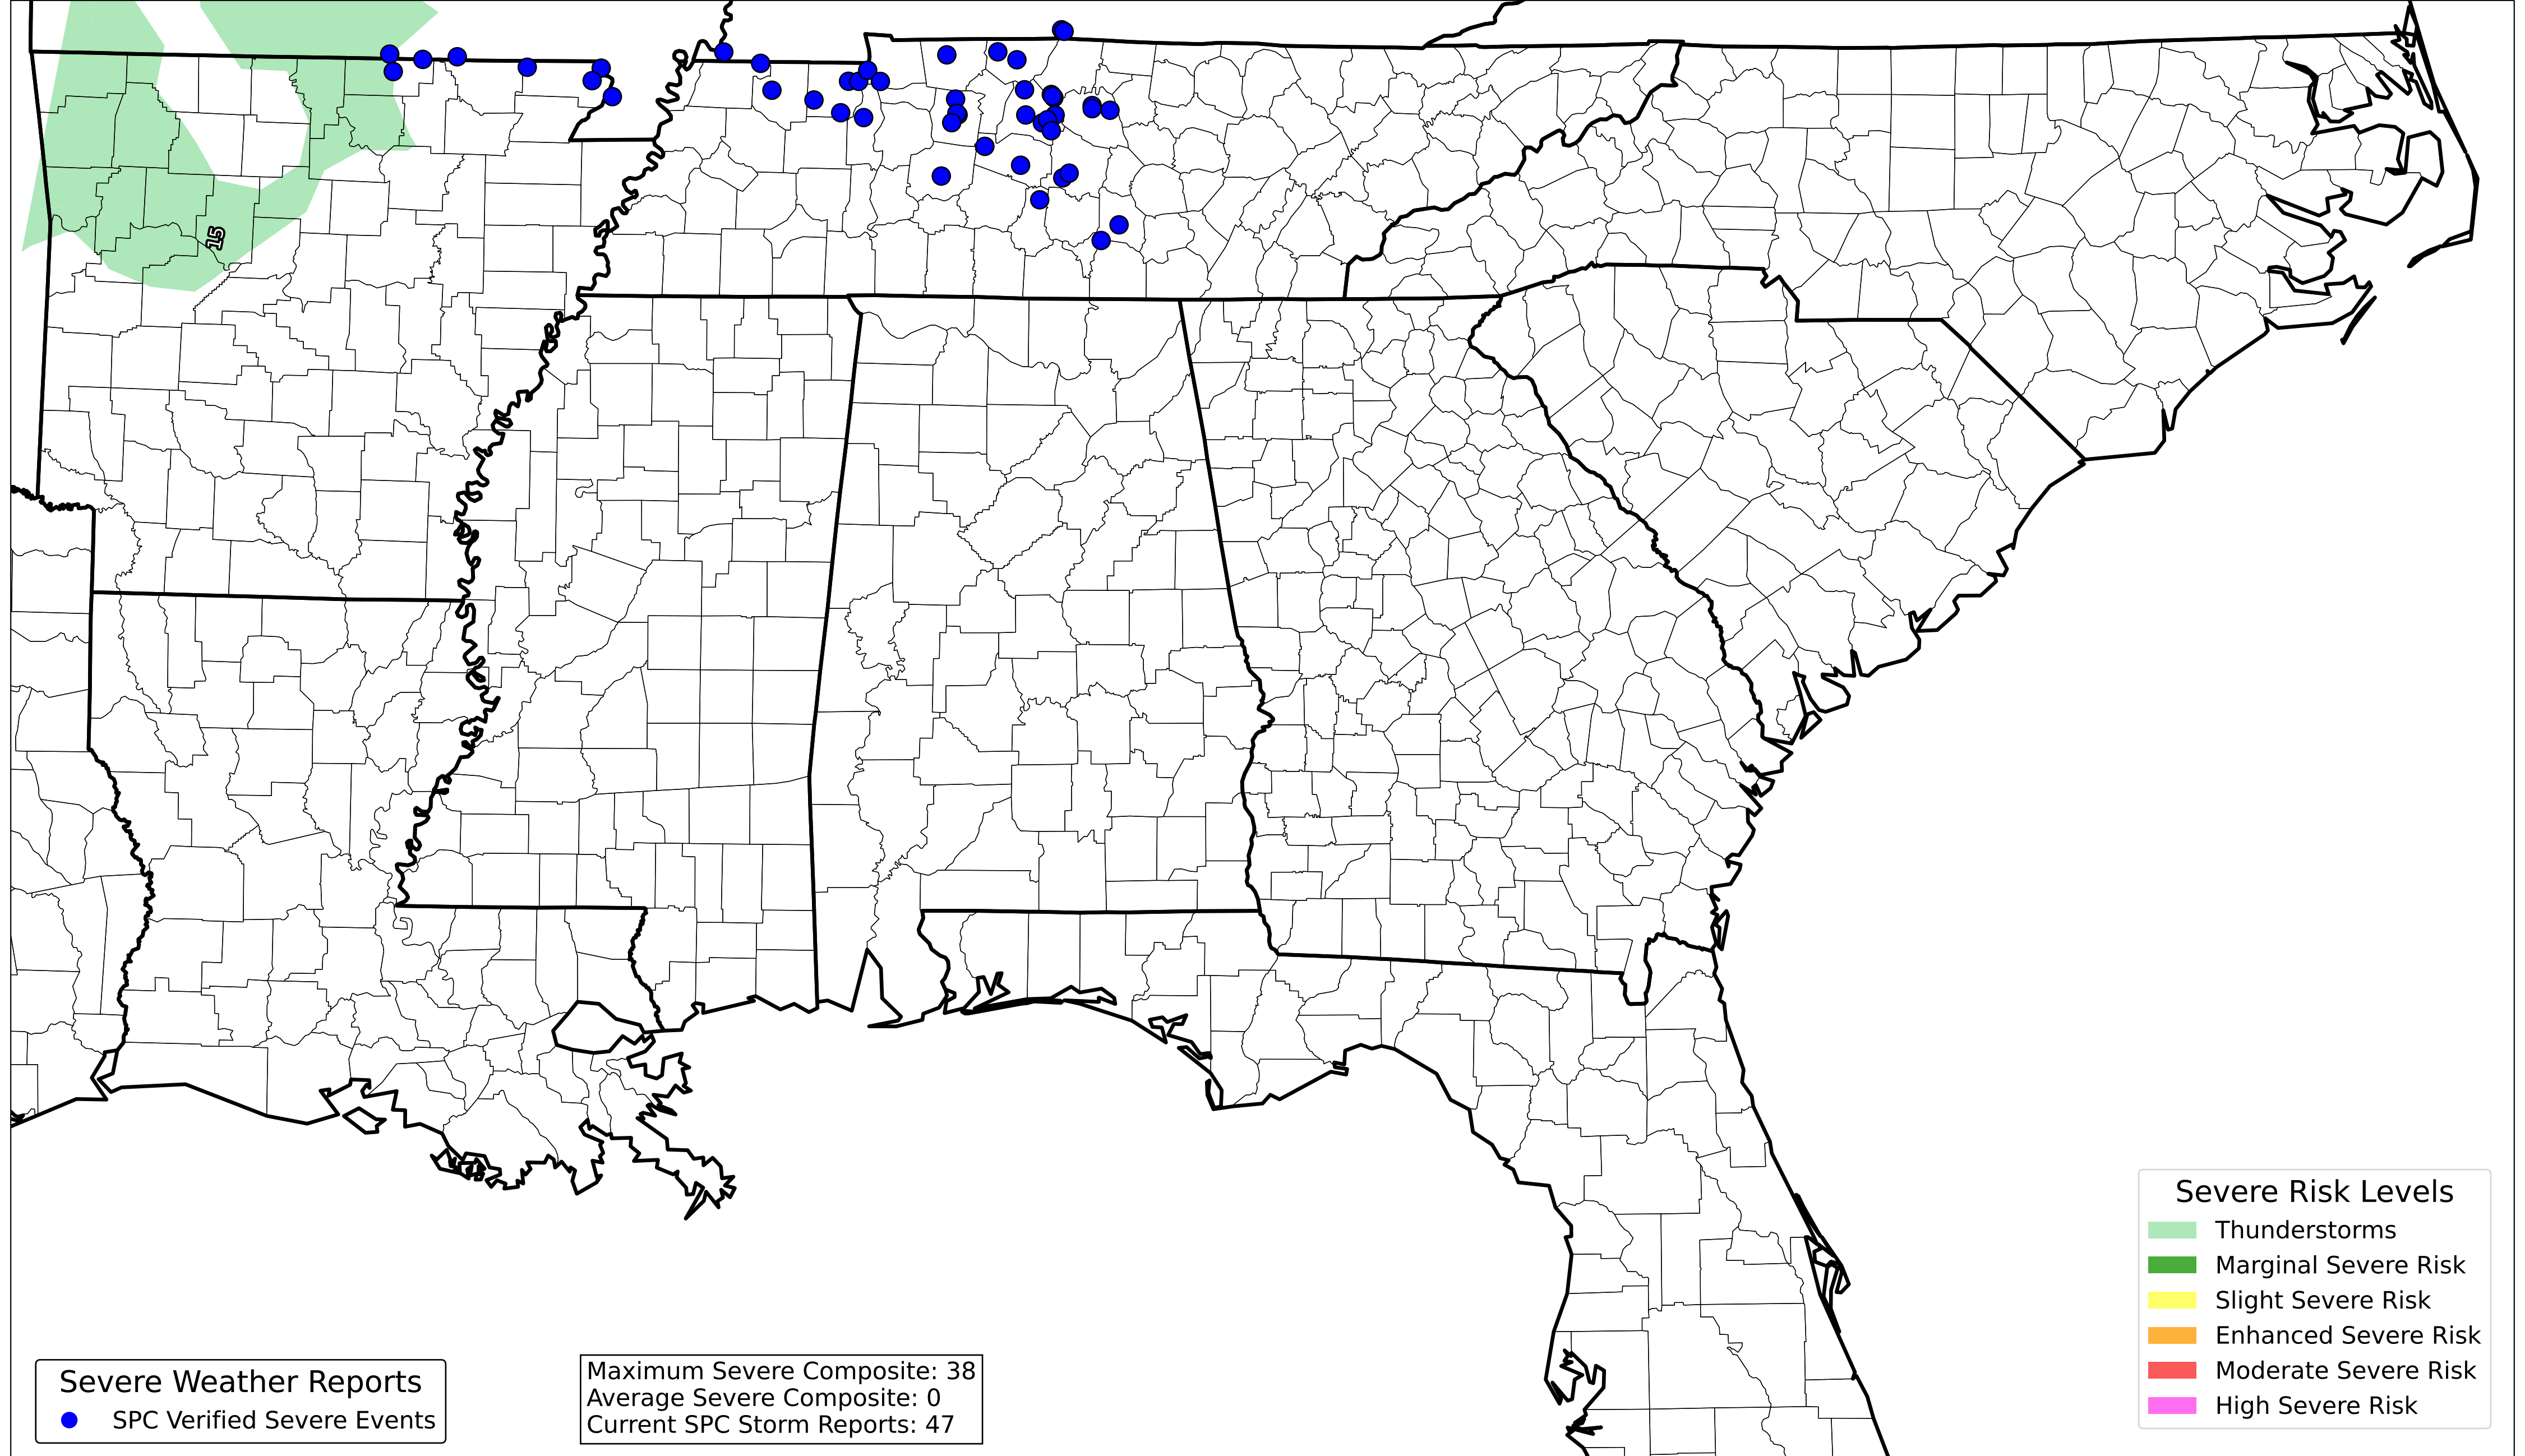 15
Severe Risk Levels
Thunderstorms
Marginal Severe Risk
Slight Severe Risk
Enhanced Severe Risk
Moderate Severe Risk
High Severe Risk
Severe Weather Reports
SPC Verified Severe Events
Maximum Severe Composite: 38
Average Severe Composite: 0
Current SPC Storm Reports: 47